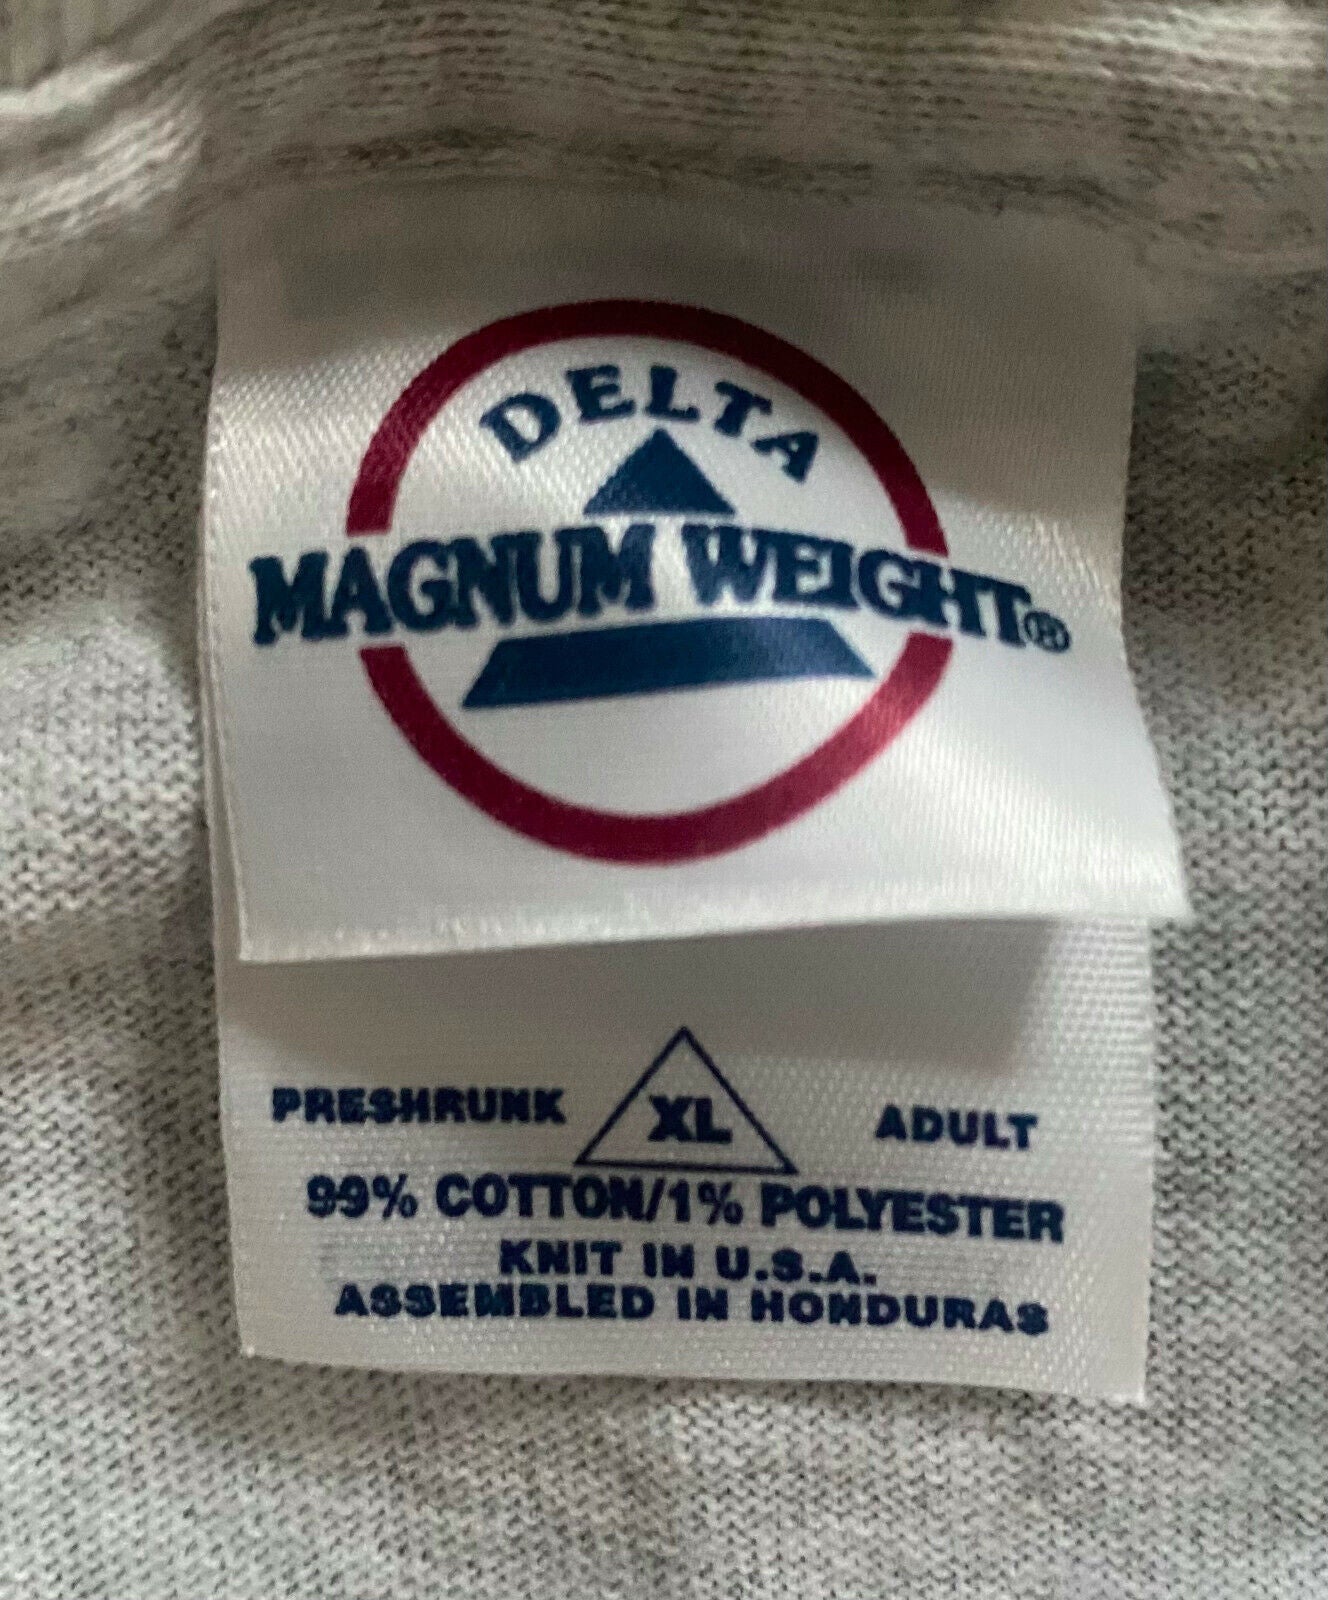 DELTA
MAGNUM WEIGHT®
PRESHRUNK XL ADULT
99% COTTON/1% POLYESTER
KNIT IN U.S.A.
ASSEMBLED IN HONDURAS